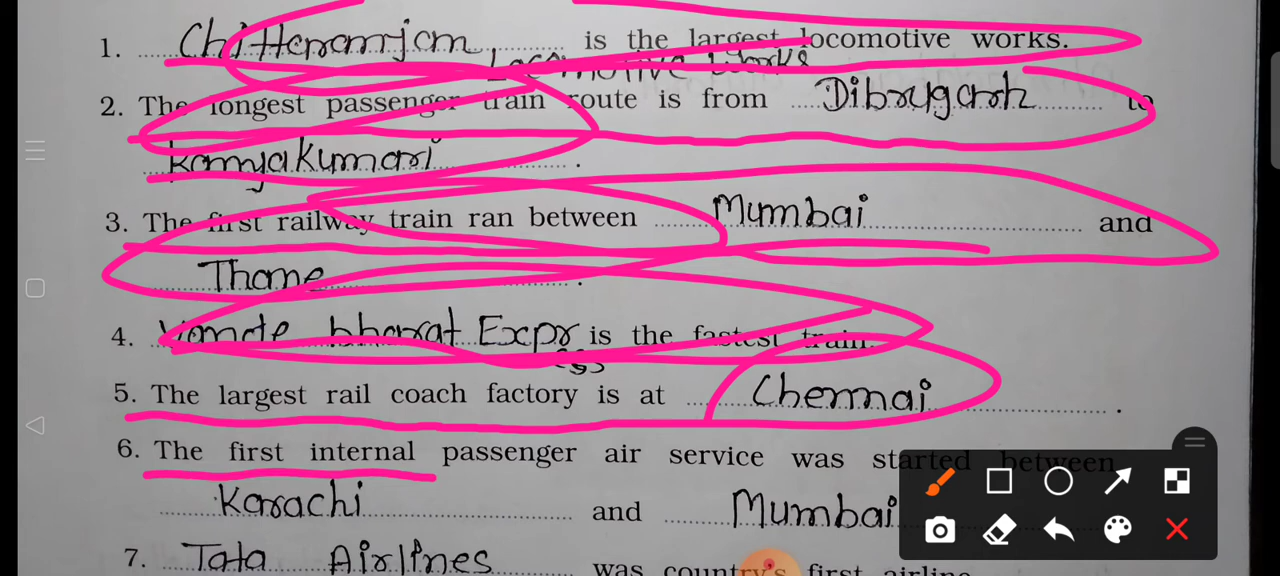 1. Chittaranjan is the largest locomotive works.
Locomotive Works
2. The longest passenger train route is from Dibrugarh to
Kanyakumari.
3. The first railway train ran between Mumbai and
Thane.
4. Vande bharat Express is the fastest train.
5. The largest rail coach factory is at Chennai.
6. The first internal passenger air service was started between
Karachi and Mumbai
7. Tata Airlines was country's first airline